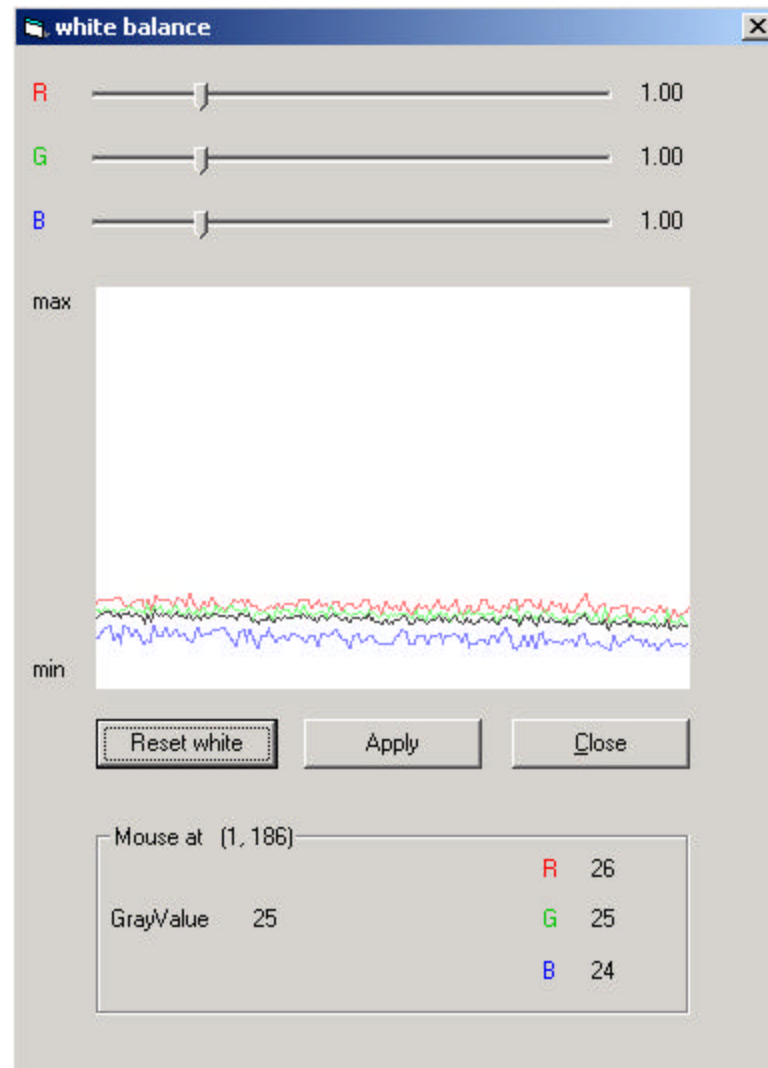 white balance
R 1.00
G 1.00
B 1.00
max
min
Reset white Apply Close
Mouse at (1, 186)
R 26
GrayValue 25 G 25
B 24